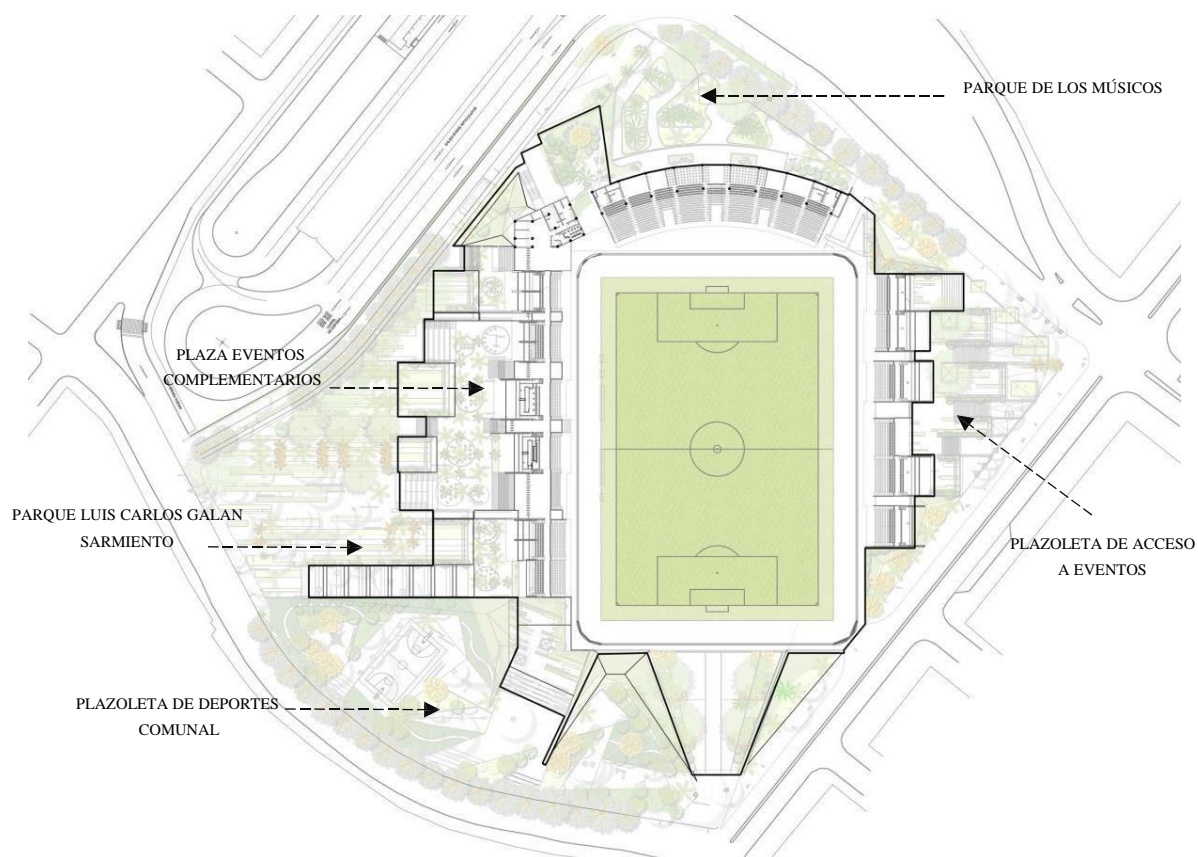 PARQUE DE LOS MÚSICOS
PLAZA EVENTOS
COMPLEMENTARIOS
PARQUE LUIS CARLOS GALAN
SARMIENTO
PLAZOLETA DE ACCESO
A EVENTOS
PLAZOLETA DE DEPORTES
COMUNAL